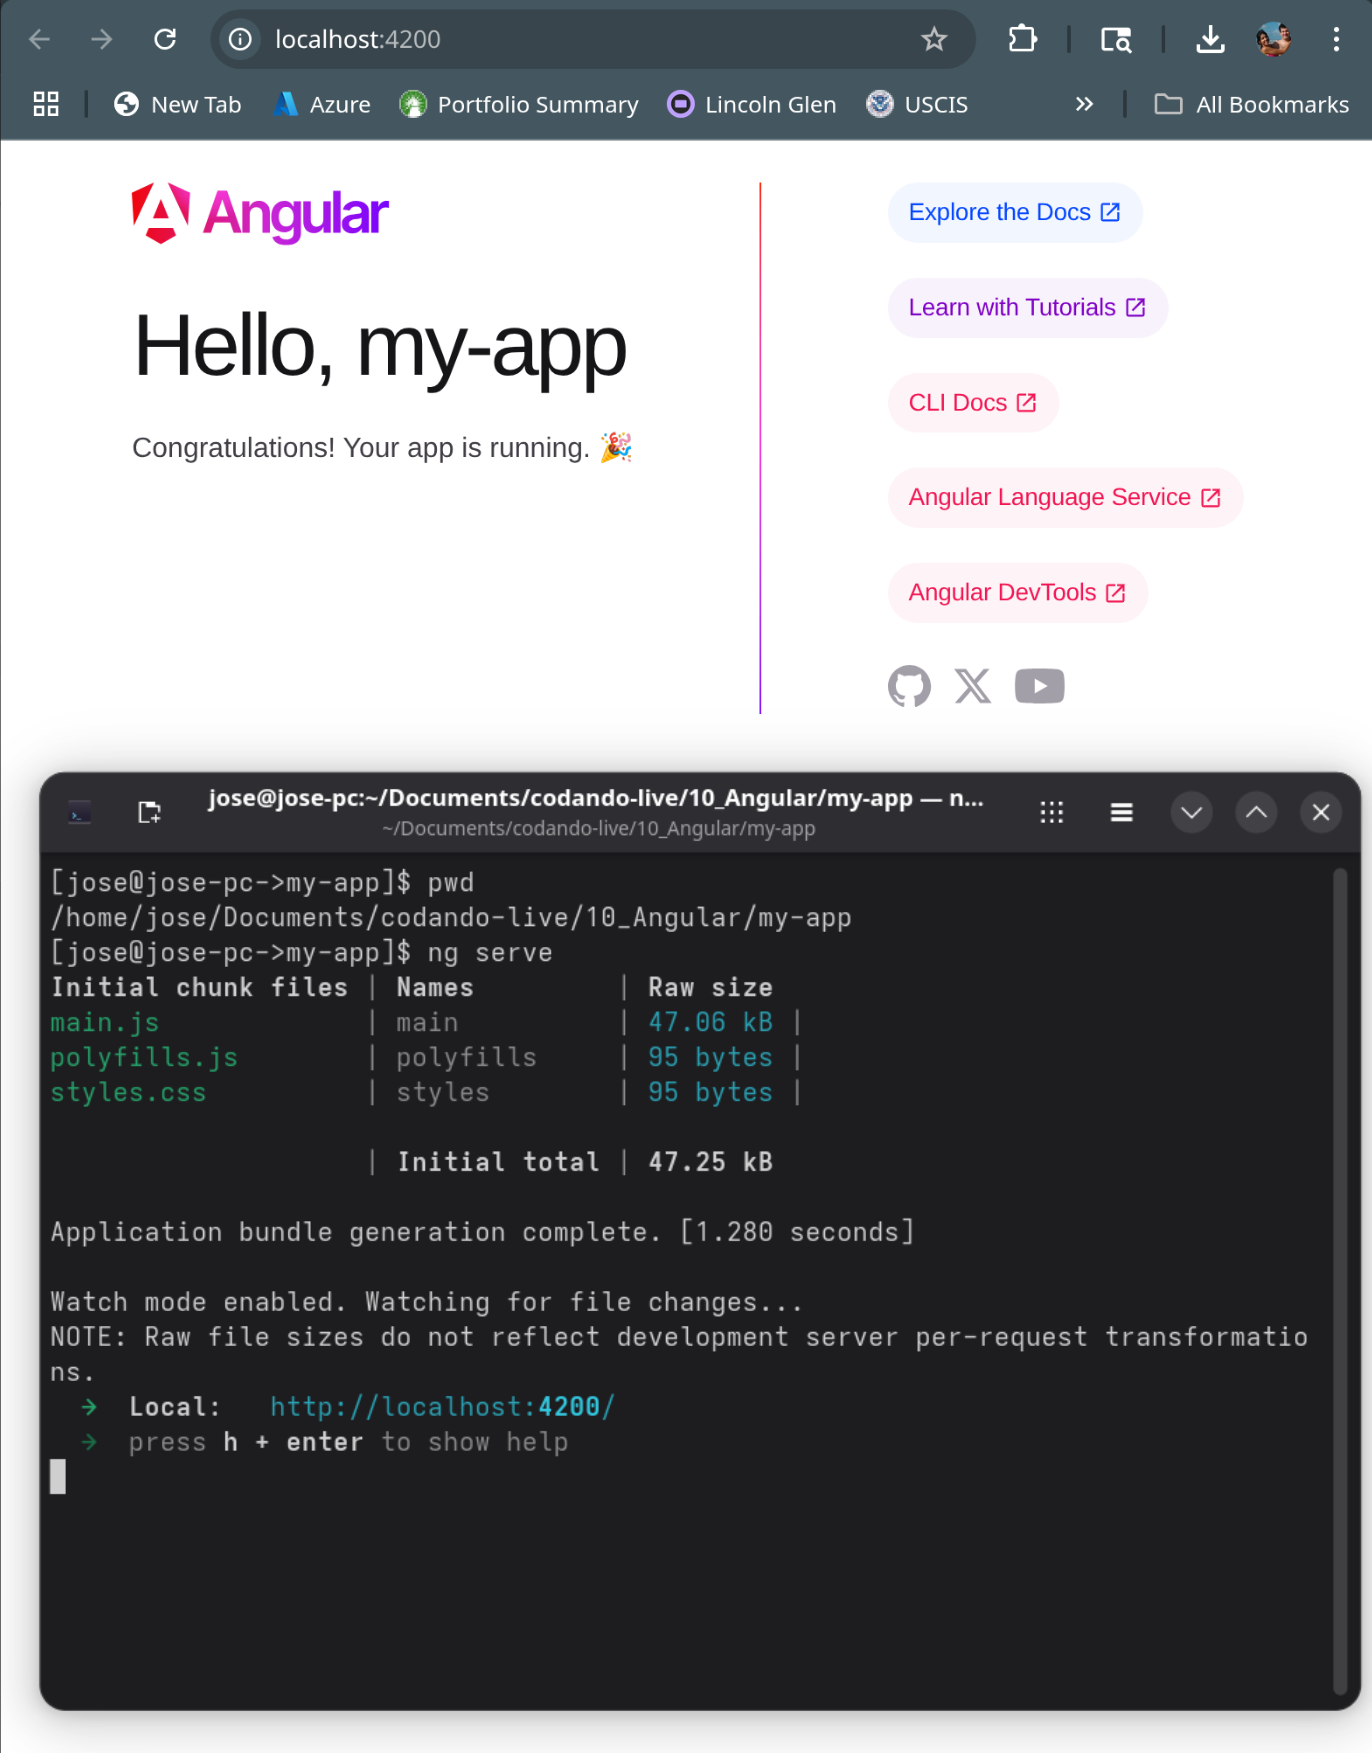 localhost:4200
New Tab
Azure
Portfolio Summary
Lincoln Glen
USCIS
All Bookmarks
Angular
Hello, my-app
Congratulations! Your app is running. 🎉
Explore the Docs
Learn with Tutorials
CLI Docs
Angular Language Service
Angular DevTools
jose@jose-pc:~/Documents/codando-live/10_Angular/my-app — n...
~/Documents/codando-live/10_Angular/my-app
[jose@jose-pc->my-app]$ pwd
/home/jose/Documents/codando-live/10_Angular/my-app
[jose@jose-pc->my-app]$ ng serve
Initial chunk files | Names         | Raw size
main.js             | main          | 47.06 kB |
polyfills.js        | polyfills     | 95 bytes |
styles.css          | styles        | 95 bytes |
                    | Initial total | 47.25 kB
Application bundle generation complete. [1.280 seconds]
Watch mode enabled. Watching for file changes...
NOTE: Raw file sizes do not reflect development server per-request transformatio
ns.
→ Local: http://localhost:4200/
→ press h + enter to show help